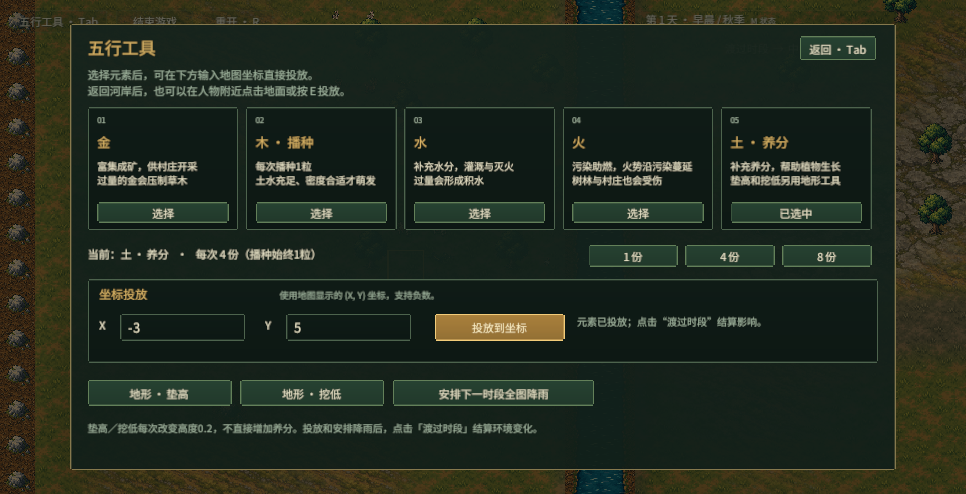 五行工具 · Tab 结束游戏 重开 · R 第1天 · 早晨/秋季 M 状态
五行工具
返回 · Tab
选择元素后，可在下方输入地图坐标直接投放。
返回河岸后，也可以在人物附近点击地面或按 E 投放。
01
金
富集成矿，供村庄开采
过量的金会压制草木
选择
02
木 · 播种
每次播种1粒
土水充足、密度合适才萌发
选择
03
水
补充水分，灌溉与灭火
过量会形成积水
选择
04
火
污染助燃，火势沿污染蔓延
树林与村庄也会受伤
选择
05
土 · 养分
补充养分，帮助植物生长
垫高和挖低另用地形工具
已选中
当前：土 · 养分 · 每次4份（播种始终1粒）
1份
4份
8份
坐标投放
使用地图显示的 (X, Y) 坐标，支持负数。
X
-3
Y
5
投放到坐标
元素已投放；点击“渡过时段”结算影响。
地形 · 垫高
地形 · 挖低
安排下一时段全图降雨
垫高／挖低每次改变高度0.2，不直接增加养分。投放和安排降雨后，点击「渡过时段」结算环境变化。